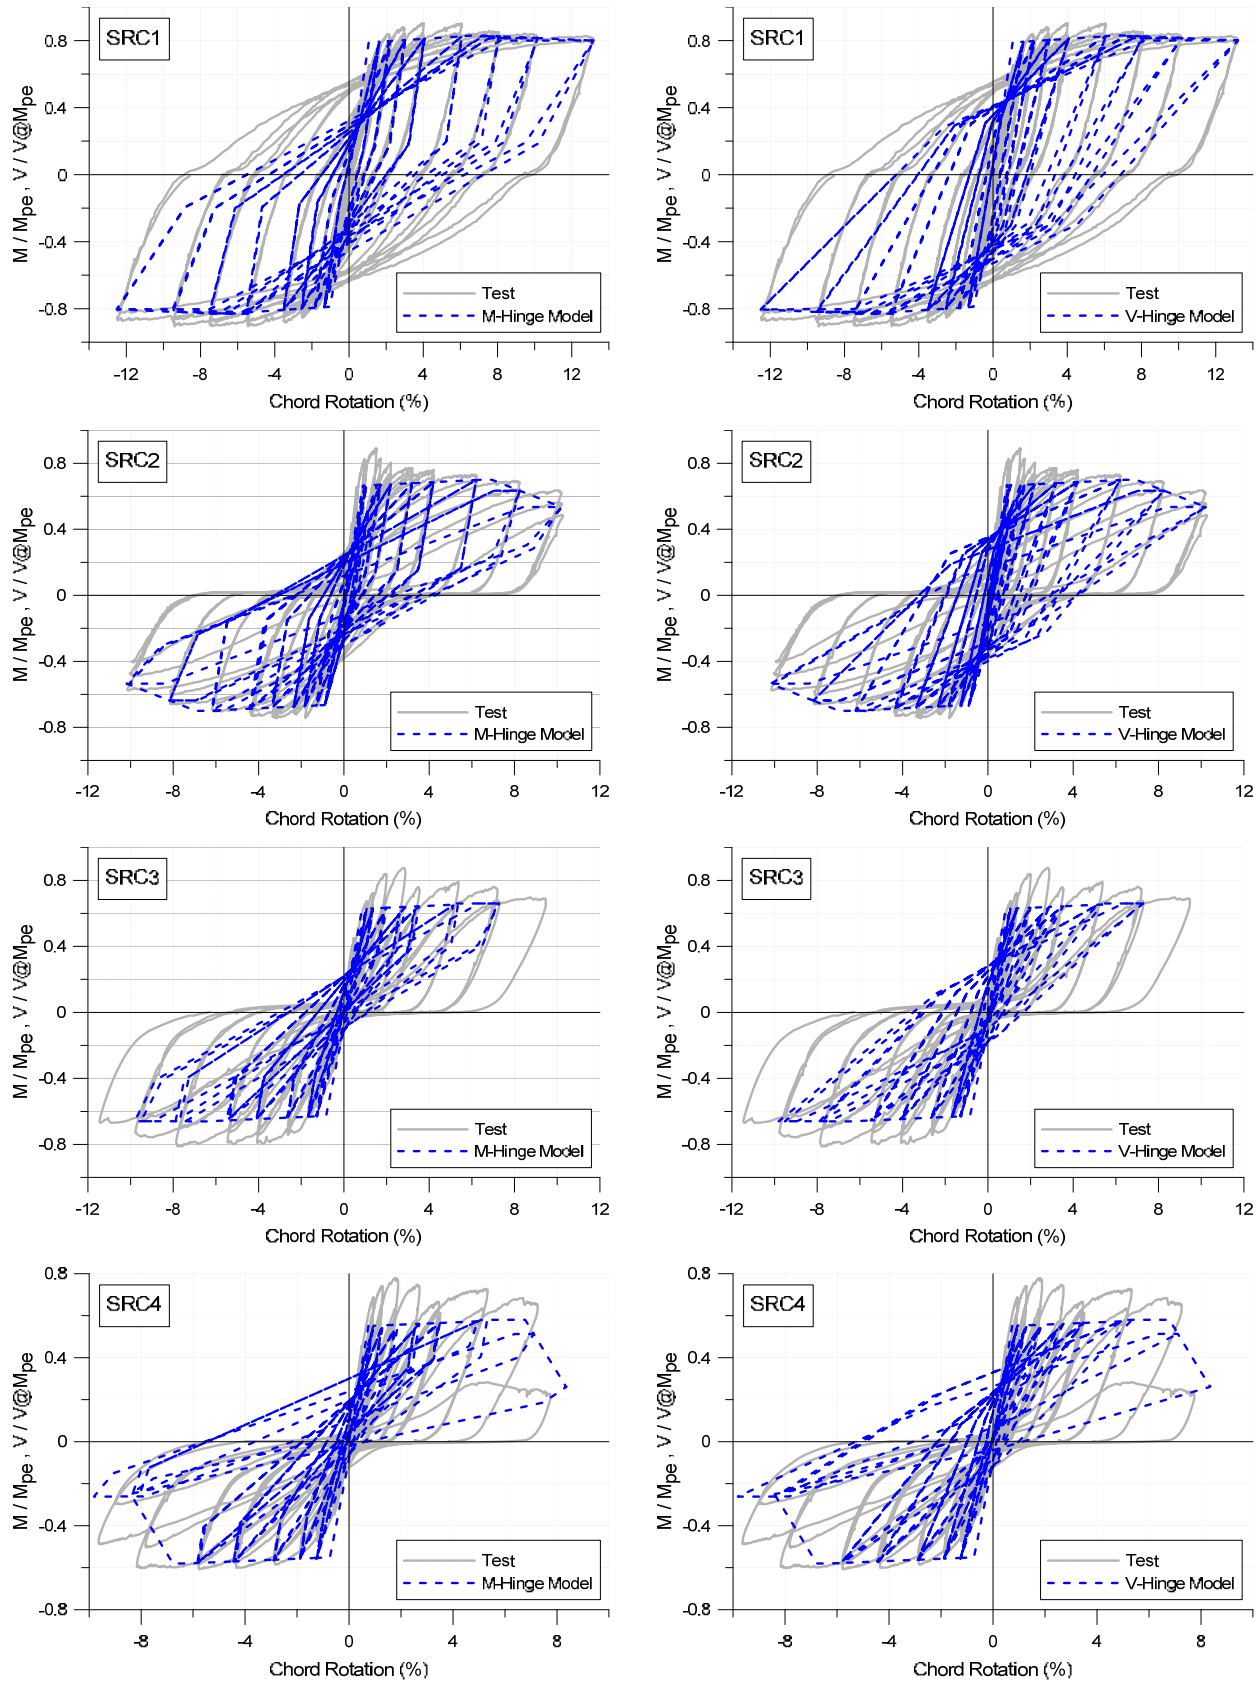 SRC1
0.8
0.4
0
-0.4
-0.8
M / Mpe , V / V@Mpe
Test
M-Hinge Model
-12 -8 -4 0 4 8 12
Chord Rotation (%)
SRC1
0.8
0.4
0
-0.4
-0.8
M / Mpe , V / V@Mpe
Test
V-Hinge Model
-12 -8 -4 0 4 8 12
Chord Rotation (%)
SRC2
0.8
0.4
0
-0.4
-0.8
M / Mpe , V / V@Mpe
Test
M-Hinge Model
-12 -8 -4 0 4 8 12
Chord Rotation (%)
SRC2
0.8
0.4
0
-0.4
-0.8
M / Mpe , V / V@Mpe
Test
V-Hinge Model
-12 -8 -4 0 4 8 12
Chord Rotation (%)
SRC3
0.8
0.4
0
-0.4
-0.8
M / Mpe , V / V@Mpe
Test
M-Hinge Model
-12 -8 -4 0 4 8 12
Chord Rotation (%)
SRC3
0.8
0.4
0
-0.4
-0.8
M / Mpe , V / V@Mpe
Test
V-Hinge Model
-12 -8 -4 0 4 8 12
Chord Rotation (%)
SRC4
0.8
0.4
0
-0.4
-0.8
M / Mpe , V / V@Mpe
Test
M-Hinge Model
-8 -4 0 4 8
Chord Rotation (%)
SRC4
0.8
0.4
0
-0.4
-0.8
M / Mpe , V / V@Mpe
Test
V-Hinge Model
-8 -4 0 4 8
Chord Rotation (%)